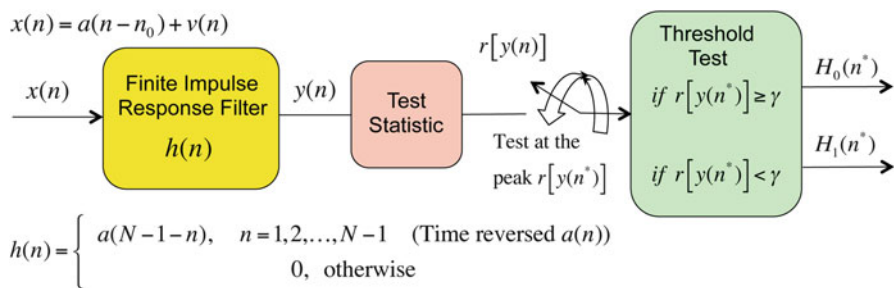 x(n) = a(n − n₀) + v(n)
x(n)
Finite Impulse
Response Filter
h(n)
y(n)
Test
Statistic
r[y(n)]
Test at the
peak r[y(n*)]
Threshold
Test
if r[y(n*)] ≥ γ
if r[y(n*)] < γ
H₀(n*)
H₁(n*)
h(n) = { a(N − 1 − n), n = 1,2,…,N − 1 (Time reversed a(n))
0, otherwise